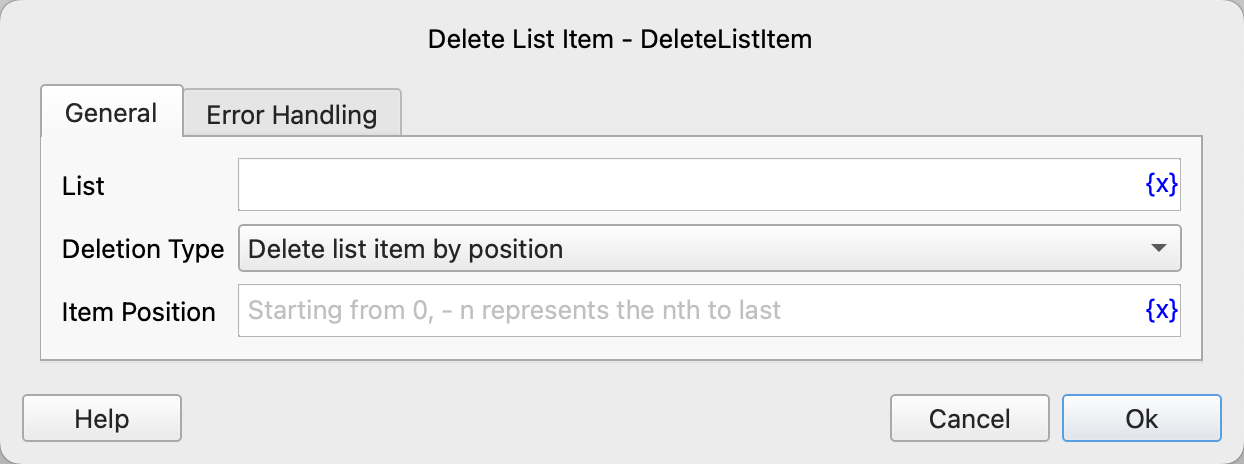 Delete List Item - DeleteListItem
General
Error Handling
List
{x}
Deletion Type
Delete list item by position
Item Position
Starting from 0, - n represents the nth to last
{x}
Help
Cancel
Ok